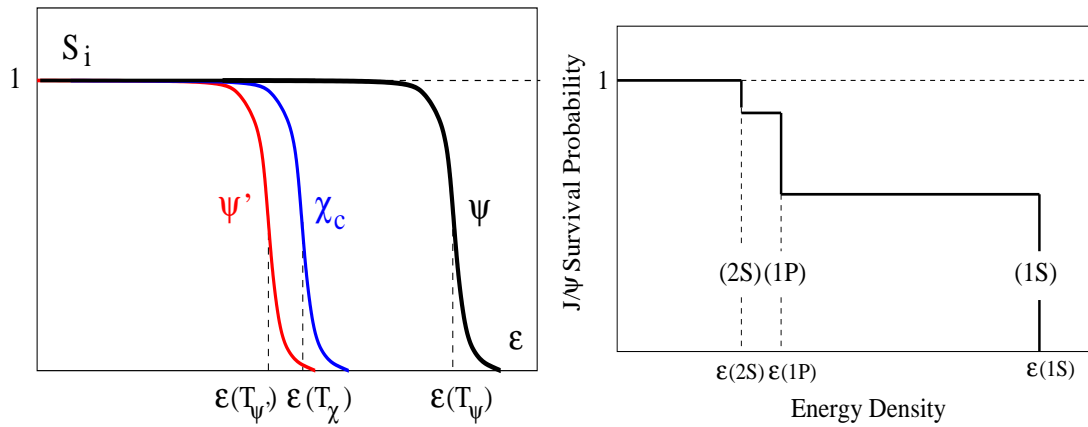 S_i
1
ψ'
χ_c
ψ
ε
ε(T_ψ') ε(T_χ) ε(T_ψ)
J/ψ Survival Probability
1
(2S) (1P) (1S)
ε(2S) ε(1P) ε(1S)
Energy Density